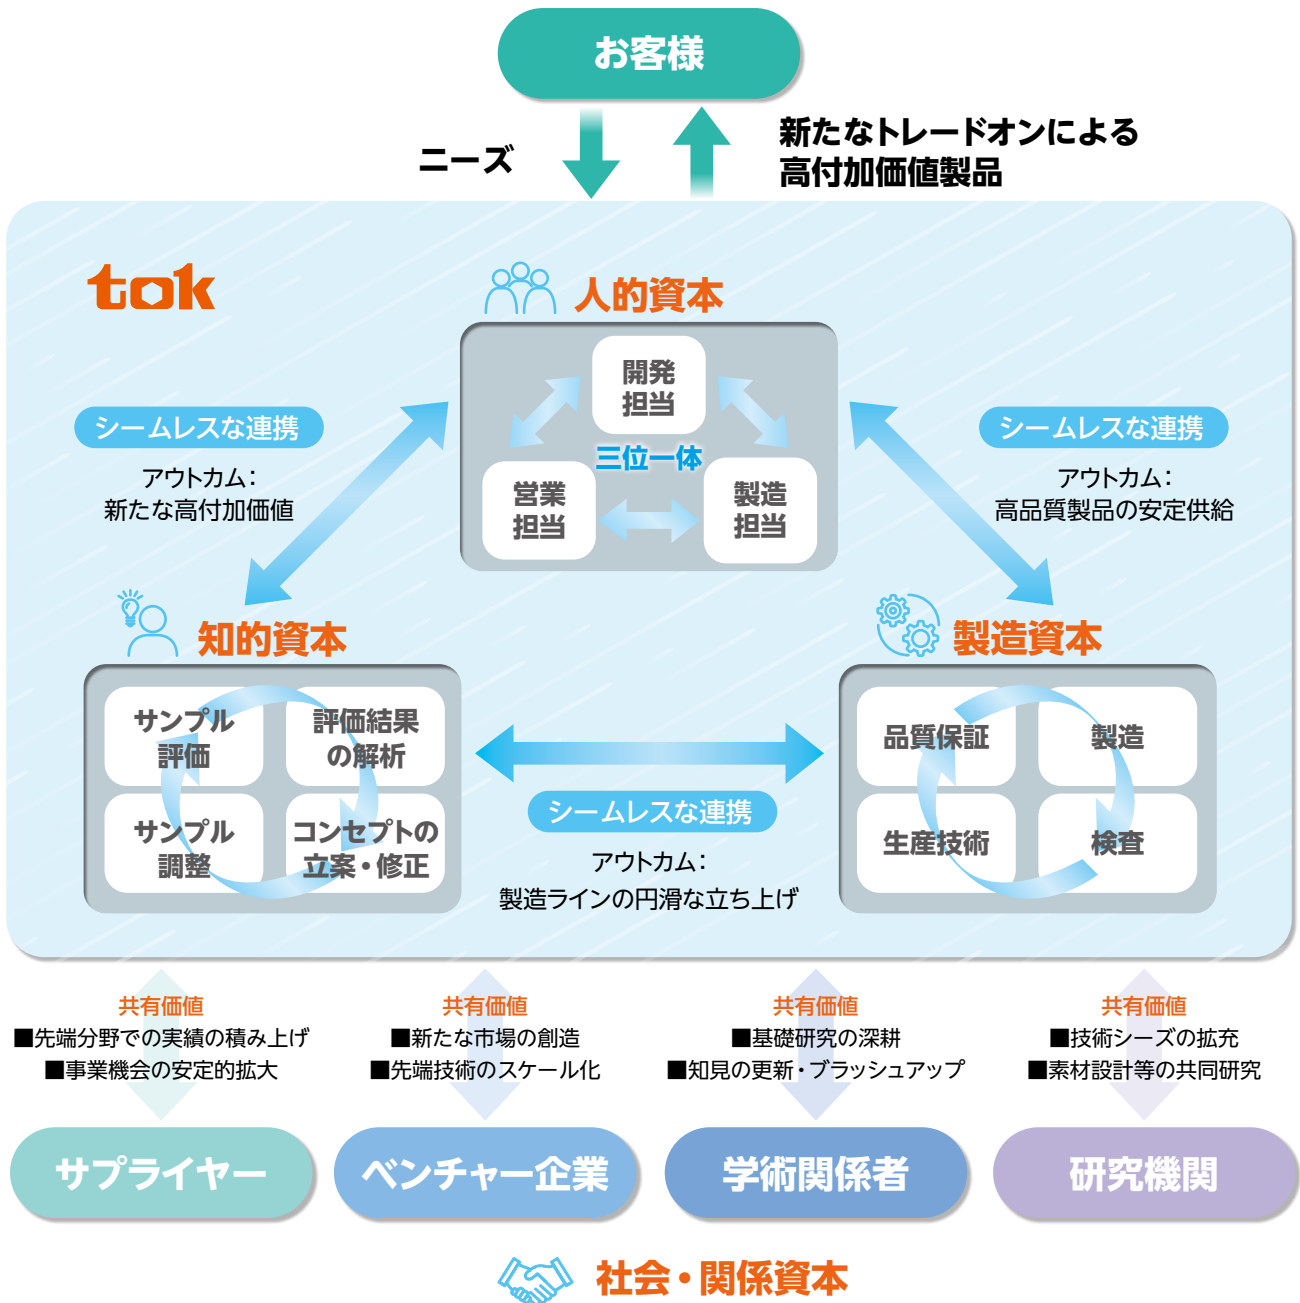 お客様
ニーズ
新たなトレードオンによる
高付加価値製品
tok
人的資本
開発
担当
三位一体
営業
担当
製造
担当
シームレスな連携
アウトカム：
新たな高付加価値
シームレスな連携
アウトカム：
高品質製品の安定供給
知的資本
サンプル
評価
評価結果
の解析
サンプル
調整
コンセプトの
立案・修正
シームレスな連携
アウトカム：
製造ラインの円滑な立ち上げ
製造資本
品質保証
製造
生産技術
検査
共有価値
■先端分野での実績の積み上げ
■事業機会の安定的拡大
共有価値
■新たな市場の創造
■先端技術のスケール化
共有価値
■基礎研究の深耕
■知見の更新・ブラッシュアップ
共有価値
■技術シーズの拡充
■素材設計等の共同研究
サプライヤー
ベンチャー企業
学術関係者
研究機関
社会・関係資本